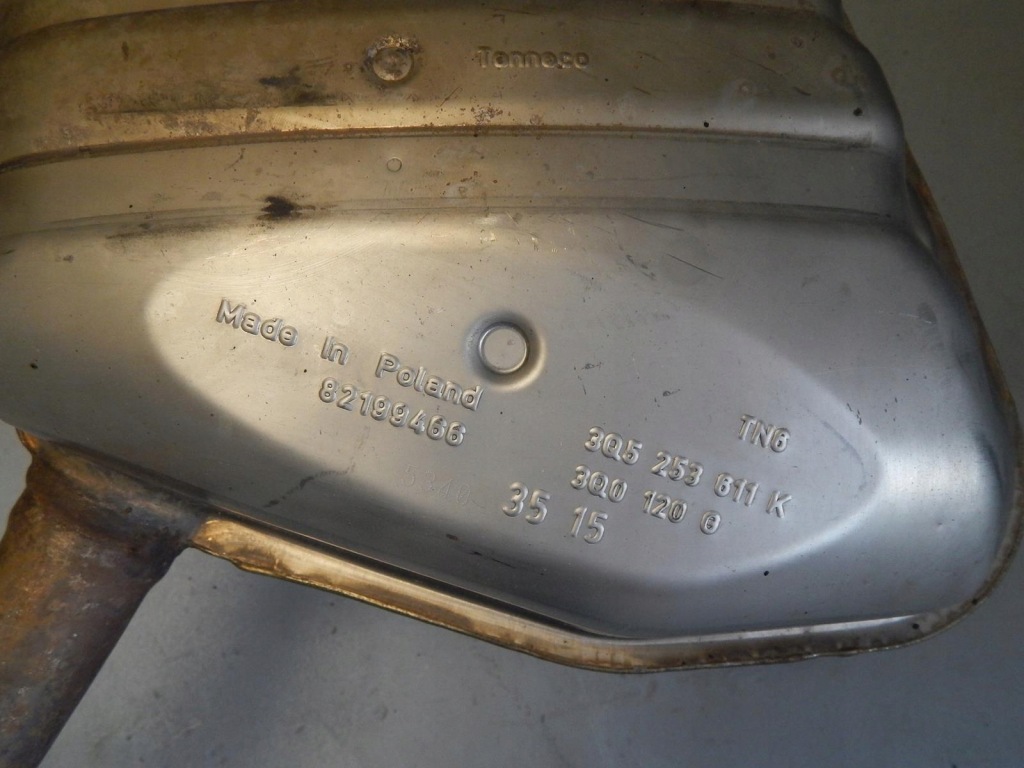 Tenneco
Made in Poland
82199466
TN6
3Q5 253 611 K
3Q0 120 G
35 15